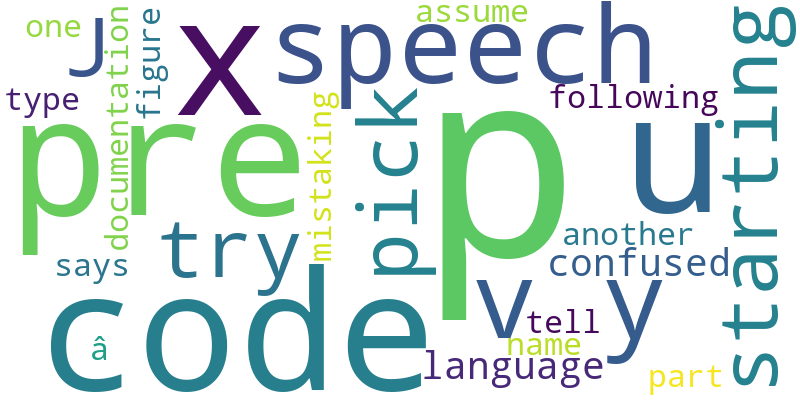 one
J
x
speech
assume
starting
type
documentation
figure
following
pre
mistaking
pick
p
u
try
another
says
confused
code
v
y
tell
â
name
language
part